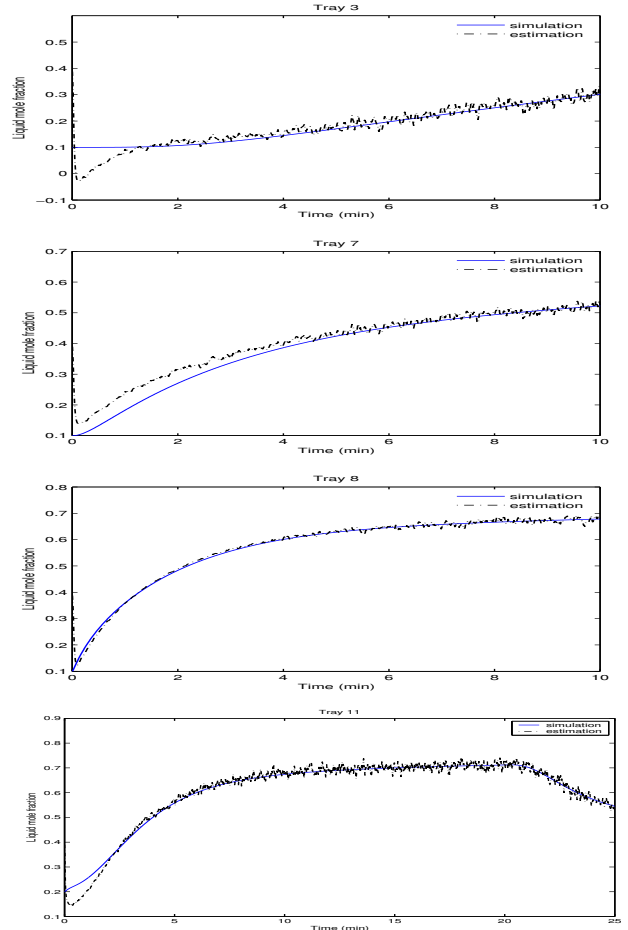 Tray 3
simulation
estimation
Liquid mole fraction
0.5
0.4
0.3
0.2
0.1
0
−0.1
0 2 4 6 8 10
Time (min)
Tray 7
simulation
estimation
Liquid mole fraction
0.7
0.6
0.5
0.4
0.3
0.2
0.1
0 2 4 6 8 10
Time (min)
Tray 8
simulation
estimation
Liquid mole fraction
0.8
0.7
0.6
0.5
0.4
0.3
0.2
0.1
0 2 4 6 8 10
Time (min)
Tray 11
simulation
estimation
Liquid mole fraction
0.9
0.8
0.7
0.6
0.5
0.4
0.3
0.2
0.1
0 5 10 15 20 25
Time (min)